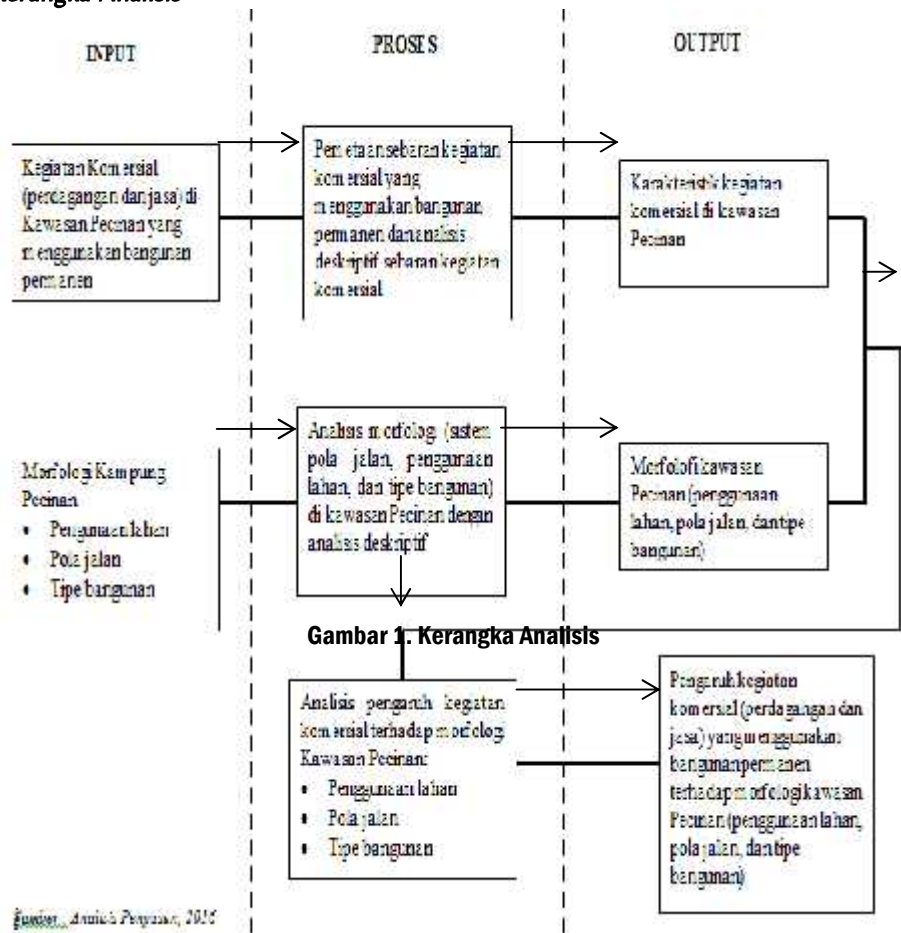 Kerangka Analisis
INPUT
PROSES
OUTPUT
Kegiatan Komersial
(perdagangan dan jasa) di
Kawasan Pecinan yang
menggunakan bangunan
permanen
Pemetaan sebaran kegiatan
komersial yang
menggunakan bangunan
permanen dan analisis
deskriptif sebaran kegiatan
komersial
Karakteristik kegiatan
komersial di kawasan
Pecinan
Morfologi Kampung
Pecinan
• Penggunaan lahan
• Pola jalan
• Tipe bangunan
Analisis morfologi (sistem
pola jalan, penggunaan
lahan, dan tipe bangunan)
di kawasan Pecinan dengan
analisis deskriptif
Morfolofi kawasan
Pecinan (penggunaan
lahan, pola jalan, dan tipe
bangunan)
Gambar 1. Kerangka Analisis
Analisis pengaruh kegiatan
komersial terhadap morfologi
Kawasan Pecinan:
• Penggunaan lahan
• Pola jalan
• Tipe bangunan
Pengaruh kegiatan
komersial (perdagangan dan
jasa) yang menggunakan
bangunan permanen
terhadap morfologi kawasan
Pecinan (penggunaan lahan,
pola jalan, dan tipe
bangunan)
Sumber: Analisis Penyusun, 2016